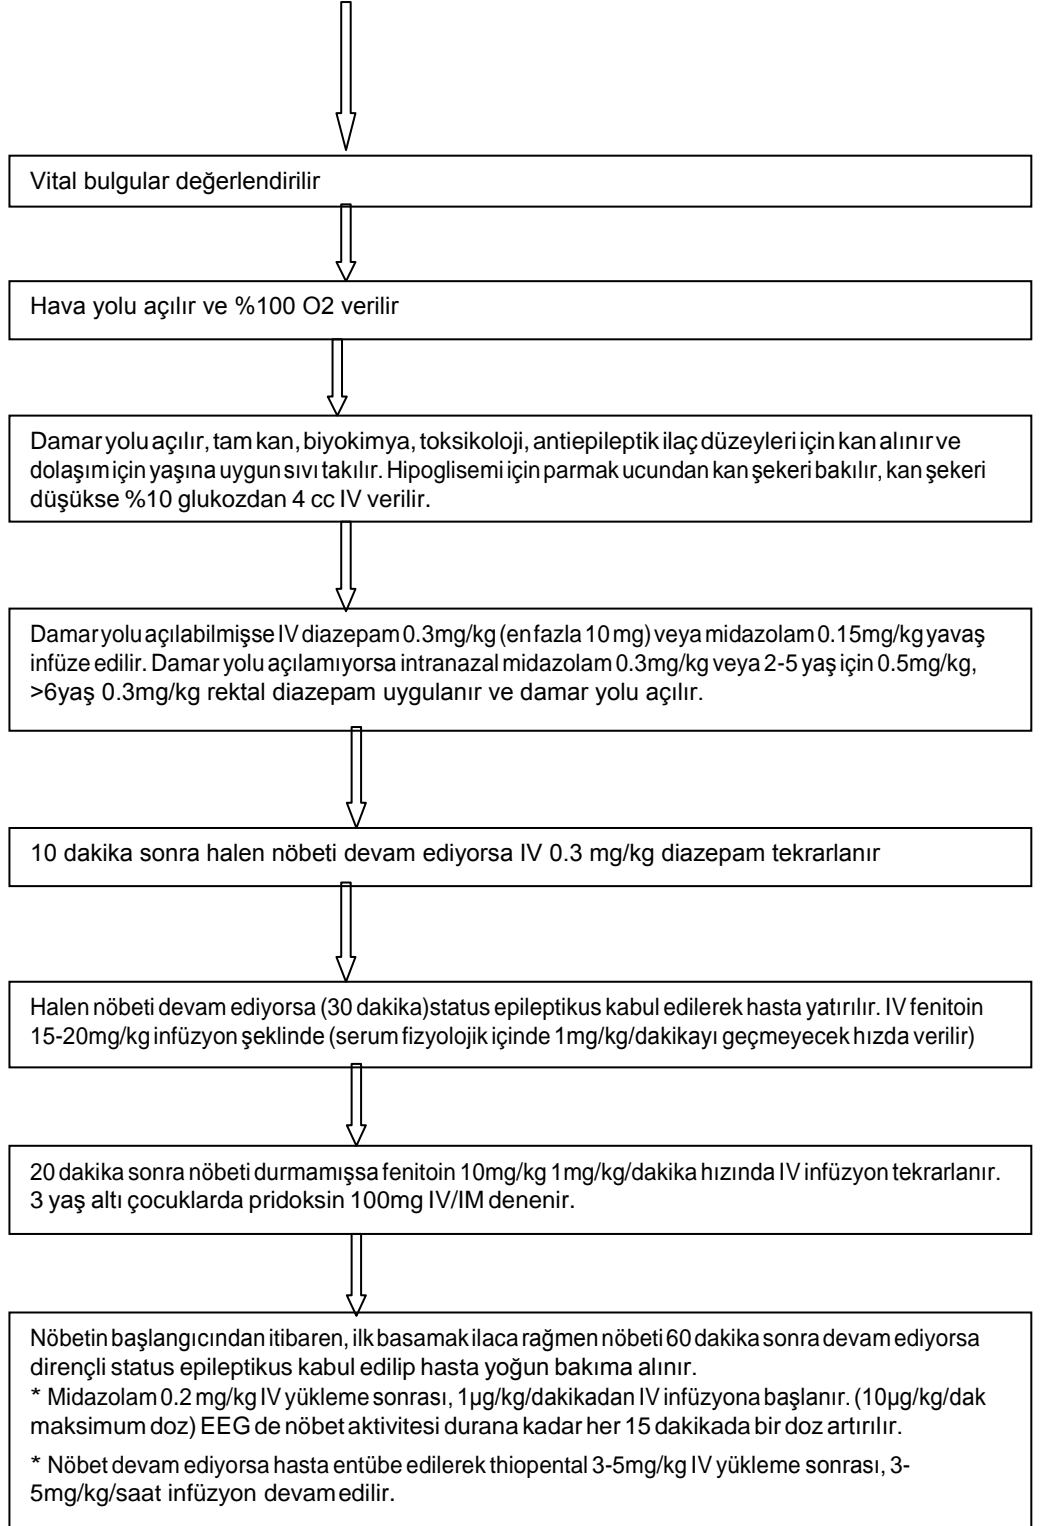 Vital bulgular değerlendirilir
Hava yolu açılır ve %100 O2 verilir
Damar yolu açılır, tam kan, biyokimya, toksikoloji, antiepileptik ilaç düzeyleri için kan alınır ve
dolaşım için yaşına uygun sıvı takılır. Hipoglisemi için parmak ucundan kan şekeri bakılır, kan şekeri
düşükse %10 glukozdan 4 cc IV verilir.
Damar yolu açılabilmişse IV diazepam 0.3mg/kg (en fazla 10 mg) veya midazolam 0.15mg/kg yavaş
infüze edilir. Damar yolu açılamıyorsa intranazal midazolam 0.3mg/kg veya 2-5 yaş için 0.5mg/kg,
>6yaş 0.3mg/kg rektal diazepam uygulanır ve damar yolu açılır.
10 dakika sonra halen nöbeti devam ediyorsa IV 0.3 mg/kg diazepam tekrarlanır
Halen nöbeti devam ediyorsa (30 dakika)status epileptikus kabul edilerek hasta yatırılır. IV fenitoin
15-20mg/kg infüzyon şeklinde (serum fizyolojik içinde 1mg/kg/dakikayı geçmeyecek hızda verilir)
20 dakika sonra nöbeti durmamışsa fenitoin 10mg/kg 1mg/kg/dakika hızında IV infüzyon tekrarlanır.
3 yaş altı çocuklarda pridoksin 100mg IV/IM denenir.
Nöbetin başlangıcından itibaren, ilk basamak ilaca rağmen nöbeti 60 dakika sonra devam ediyorsa
dirençli status epileptikus kabul edilip hasta yoğun bakıma alınır.
* Midazolam 0.2 mg/kg IV yükleme sonrası, 1µg/kg/dakikadan IV infüzyona başlanır. (10µg/kg/dak
maksimum doz) EEG de nöbet aktivitesi durana kadar her 15 dakikada bir doz artırılır.
* Nöbet devam ediyorsa hasta entübe edilerek thiopental 3-5mg/kg IV yükleme sonrası, 3-
5mg/kg/saat infüzyon devam edilir.